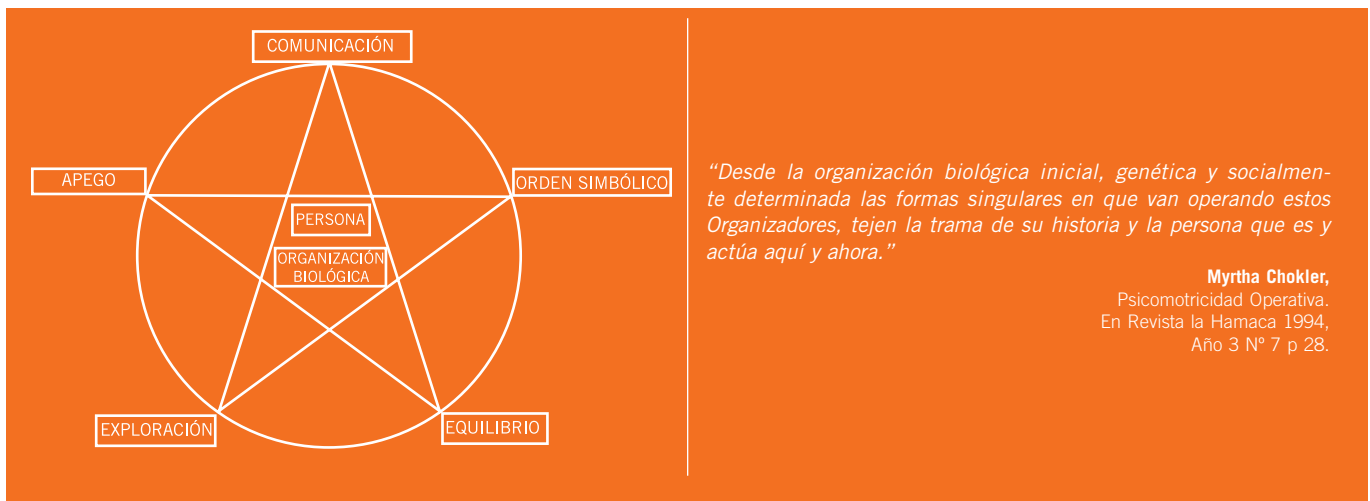 COMUNICACIÓN
APEGO
ORDEN SIMBÓLICO
PERSONA
ORGANIZACIÓN
BIOLÓGICA
EXPLORACIÓN
EQUILIBRIO
“Desde la organización biológica inicial, genética y socialmen-
te determinada las formas singulares en que van operando estos
Organizadores, tejen la trama de su historia y la persona que es y
actúa aquí y ahora.”
Myrtha Chokler,
Psicomotricidad Operativa.
En Revista la Hamaca 1994,
Año 3 Nº 7 p 28.